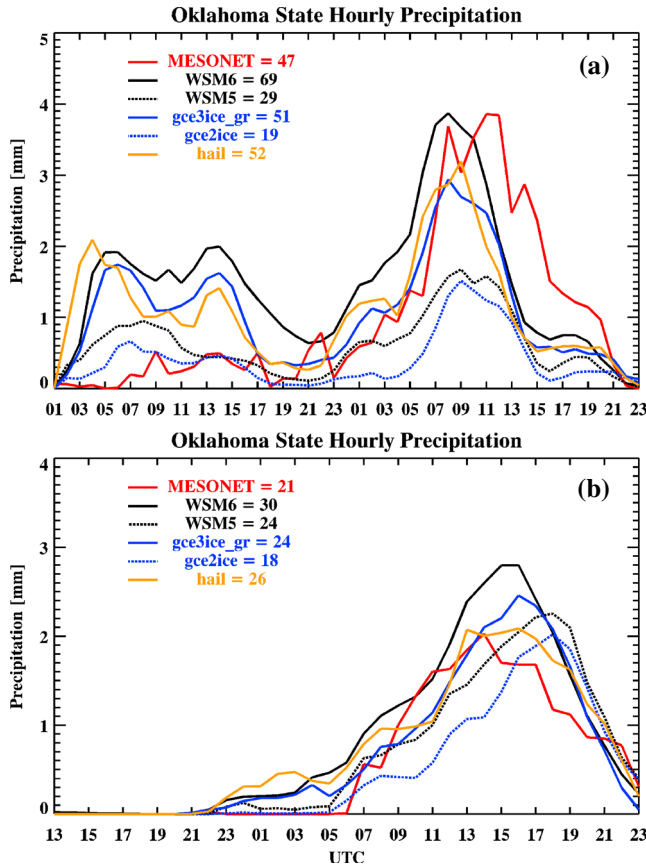 Oklahoma State Hourly Precipitation
5
4
3
2
1
0
Precipitation [mm]
(a)
MESONET = 47
WSM6 = 69
WSM5 = 29
gce3ice_gr = 51
gce2ice = 19
hail = 52
01 03 05 07 09 11 13 15 17 19 21 23 01 03 05 07 09 11 13 15 17 19 21 23
Oklahoma State Hourly Precipitation
4
3
2
1
0
Precipitation [mm]
(b)
MESONET = 21
WSM6 = 30
WSM5 = 24
gce3ice_gr = 24
gce2ice = 18
hail = 26
13 15 17 19 21 23 01 03 05 07 09 11 13 15 17 19 21 23
UTC